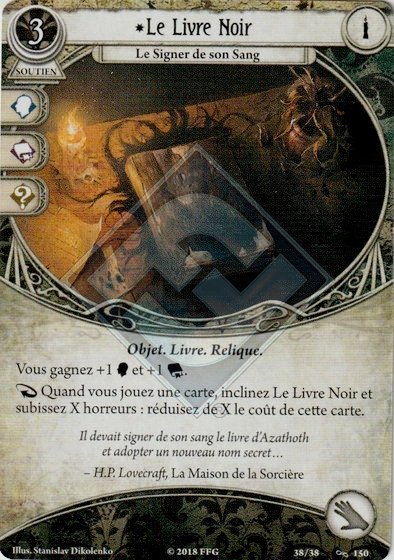 3
*Le Livre Noir
SOUTIEN
Le Signer de son Sang
?
Objet. Livre. Relique.
Vous gagnez +1 et +1 .
Quand vous jouez une carte, inclinez Le Livre Noir et
subissez X horreurs : réduisez de X le coût de cette carte.
Il devait signer de son sang le livre d'Azathoth
et adopter un nouveau nom secret…
– H.P. Lovecraft, La Maison de la Sorcière
Illus. Stanislav Dikolenko
© 2018 FFG
38/38
150